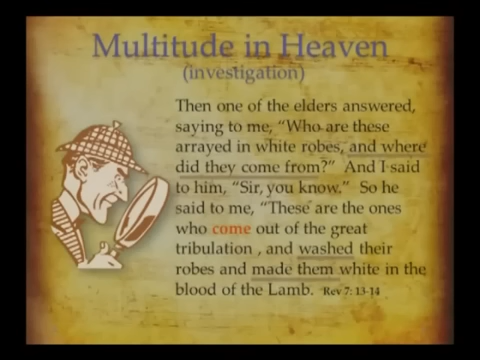 Multitude in Heaven
(investigation)
Then one of the elders answered,
saying to me, “Who are these
arrayed in white robes, and where
did they come from?” And I said
to him, “Sir, you know.” So he
said to me, “These are the ones
who come out of the great
tribulation , and washed their
robes and made them white in the
blood of the Lamb. Rev 7: 13-14